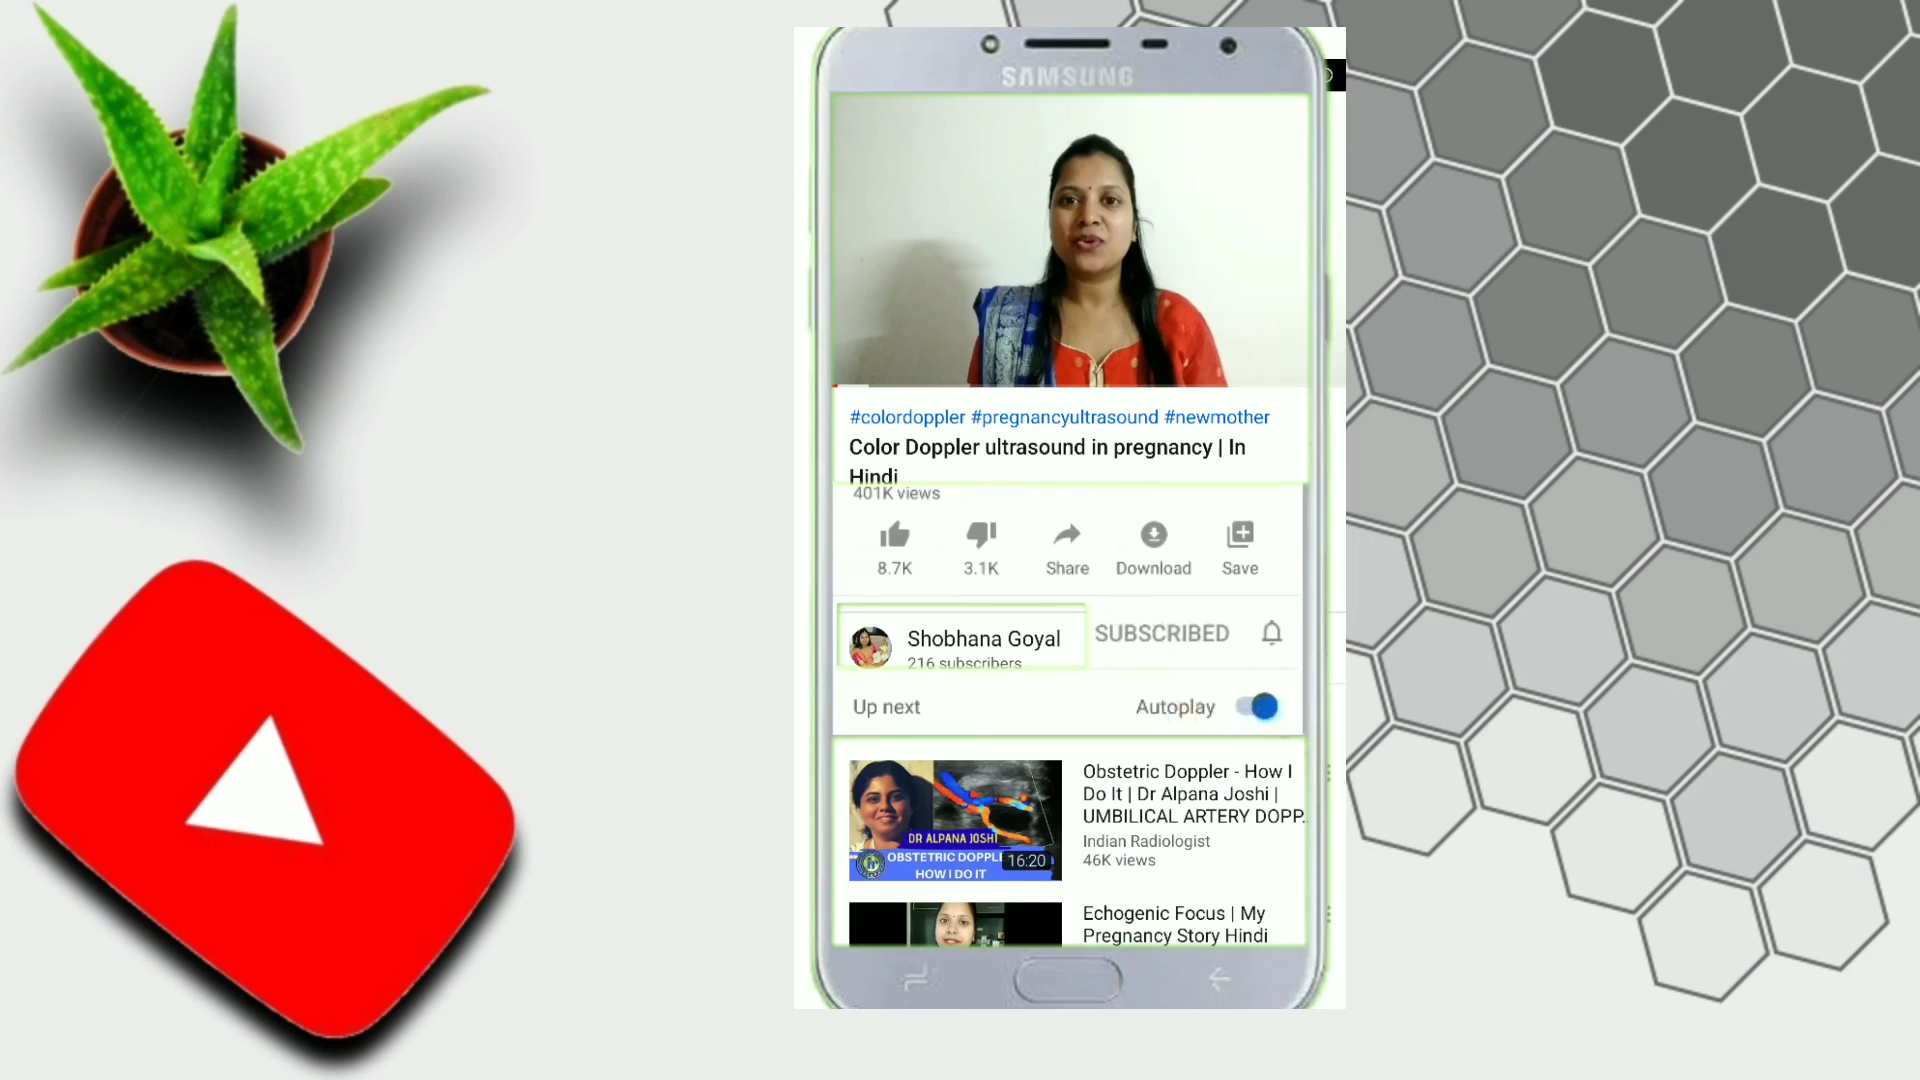 SAMSUNG
#colordoppler #pregnancyultrasound #newmother
Color Doppler ultrasound in pregnancy | In
Hindi
401K views
8.7K
3.1K
Share
Download
Save
Shobhana Goyal
216 subscribers
SUBSCRIBED
Up next
Autoplay
DR ALPANA JOSHI
OBSTETRIC DOPPLE
HOW I DO IT
16:20
Obstetric Doppler - How I
Do It | Dr Alpana Joshi |
UMBILICAL ARTERY DOPP..
Indian Radiologist
46K views
Echogenic Focus | My
Pregnancy Story Hindi